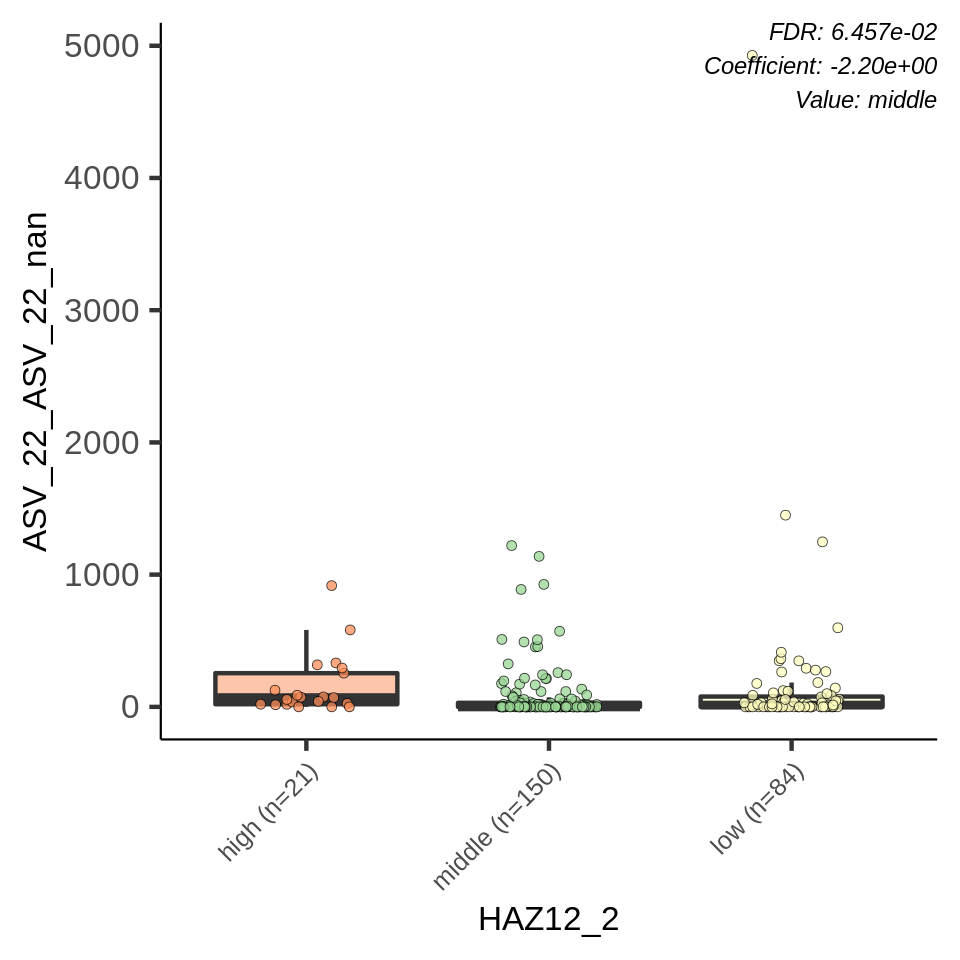 FDR: 6.457e-02
Coefficient: -2.20e+00
Value: middle
5000
4000
3000
2000
1000
0
ASV_22_ASV_22_nan
high (n=21)
middle (n=150)
low (n=84)
HAZ12_2